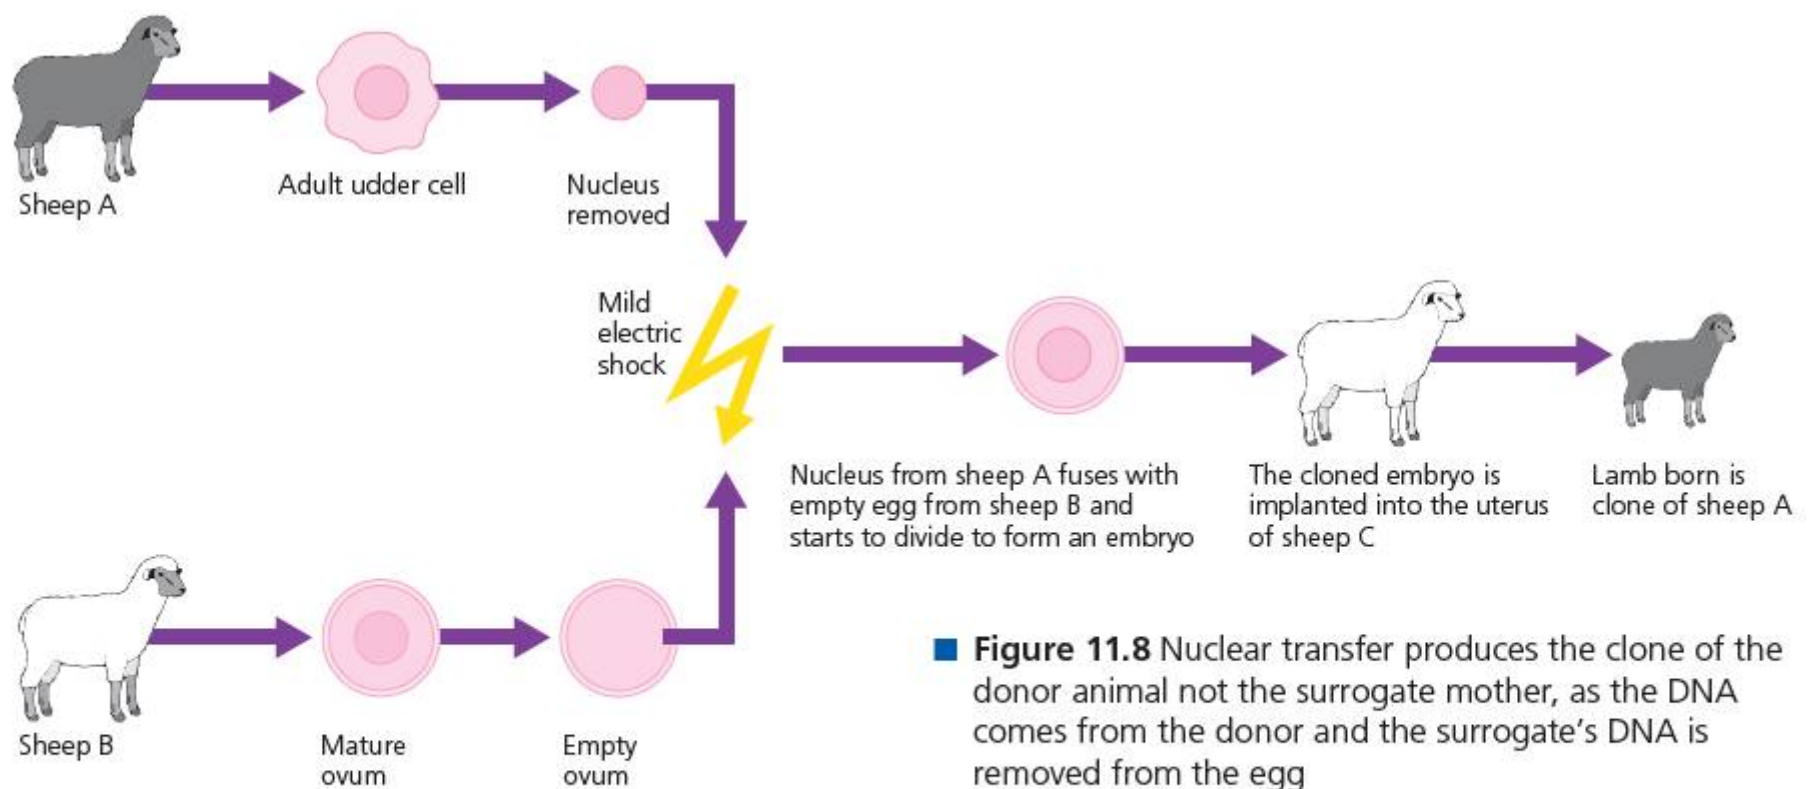 Sheep A
Adult udder cell
Nucleus
removed
Mild
electric
shock
Nucleus from sheep A fuses with
empty egg from sheep B and
starts to divide to form an embryo
The cloned embryo is
implanted into the uterus
of sheep C
Lamb born is
clone of sheep A
Sheep B
Mature
ovum
Empty
ovum
Figure 11.8 Nuclear transfer produces the clone of the
donor animal not the surrogate mother, as the DNA
comes from the donor and the surrogate's DNA is
removed from the egg